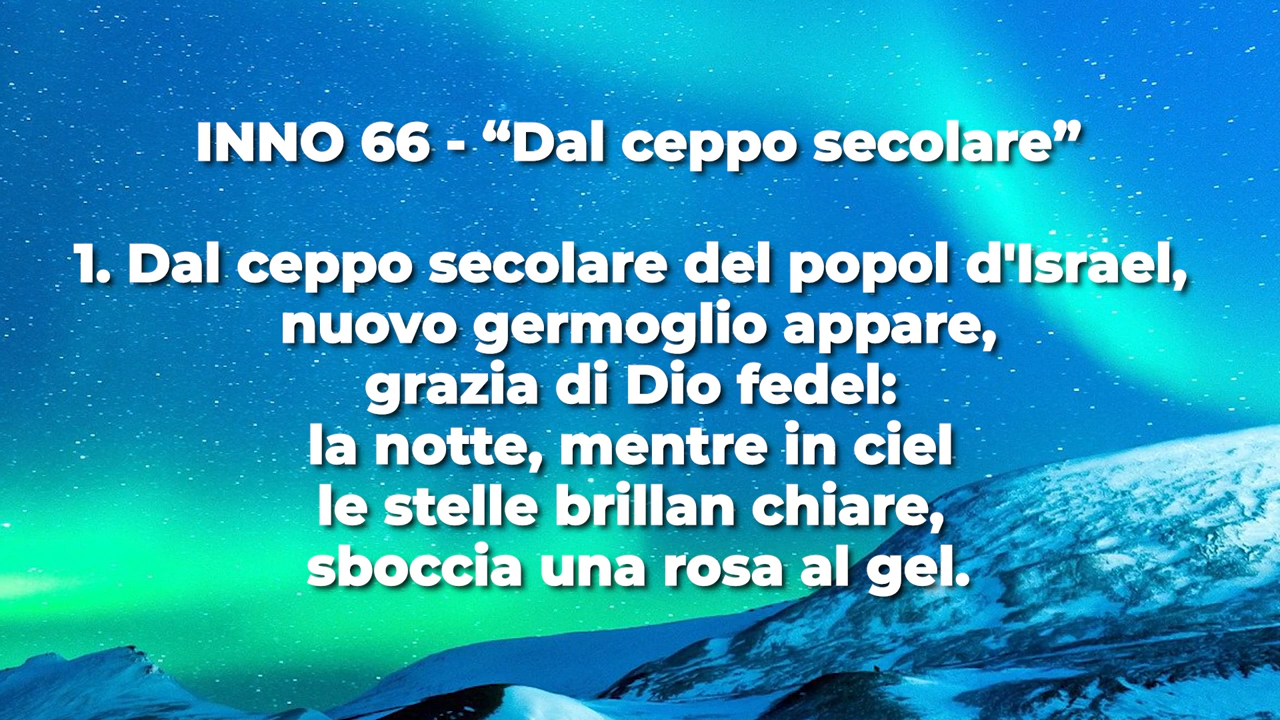 INNO 66 - “Dal ceppo secolare”
1. Dal ceppo secolare del popol d'Israel,
nuovo germoglio appare,
grazia di Dio fedel:
la notte, mentre in ciel
le stelle brillan chiare,
sboccia una rosa al gel.